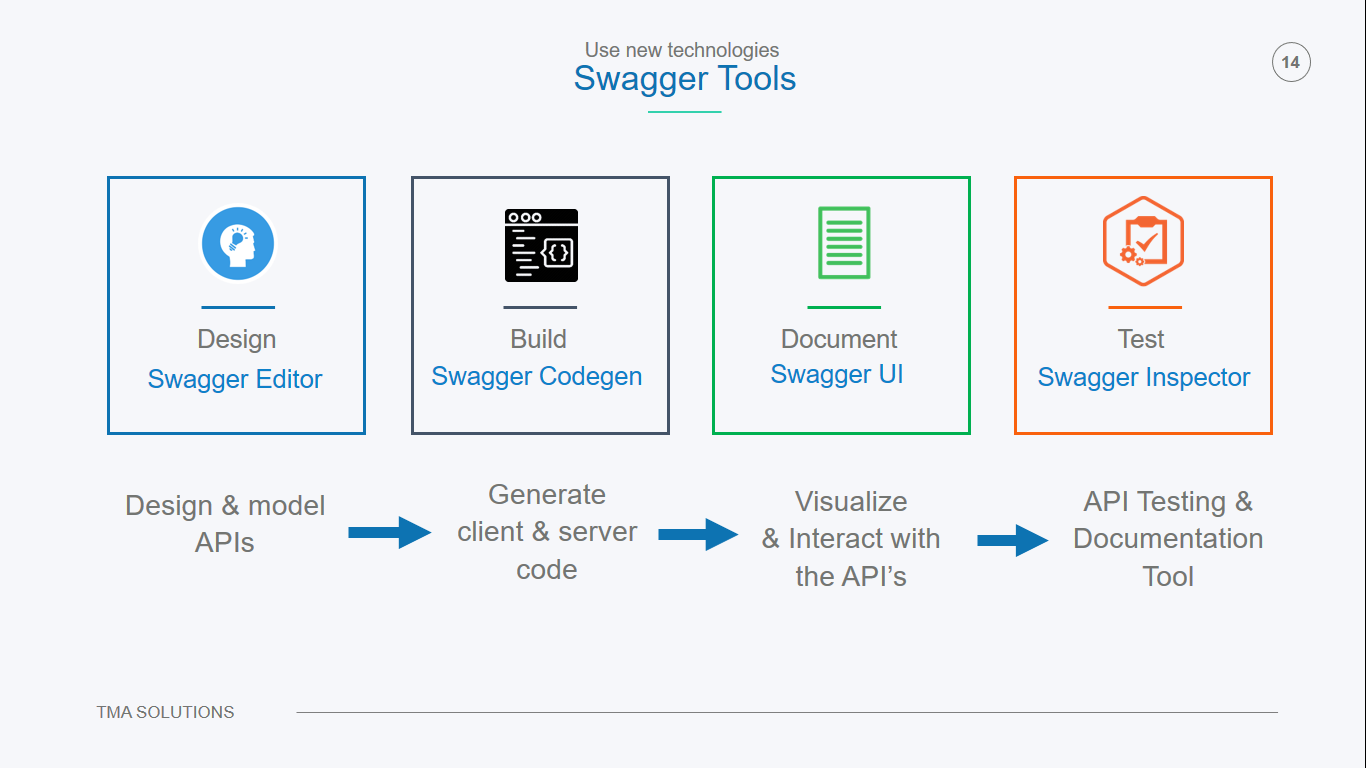 Use new technologies
Swagger Tools
14
Design
Swagger Editor
Build
Swagger Codegen
Document
Swagger UI
Test
Swagger Inspector
Design & model
APIs
Generate
client & server
code
Visualize
& Interact with
the API’s
API Testing &
Documentation
Tool
TMA SOLUTIONS